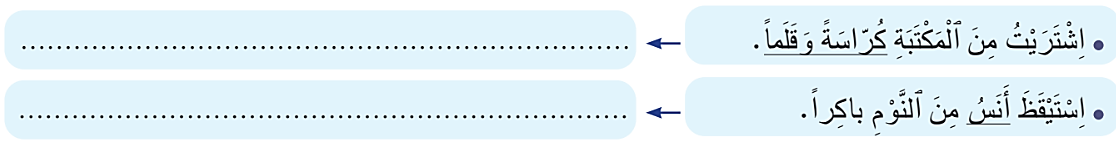 • اِشْتَرَيْتُ مِنَ ٱلْمَكْتَبَةِ كُرّاسَةً وَ قَلَماً. ← ........................................................................
• اِسْتَيْقَظَ أَنَسُ مِنَ ٱلنَّوْمِ باكِراً. ← ........................................................................